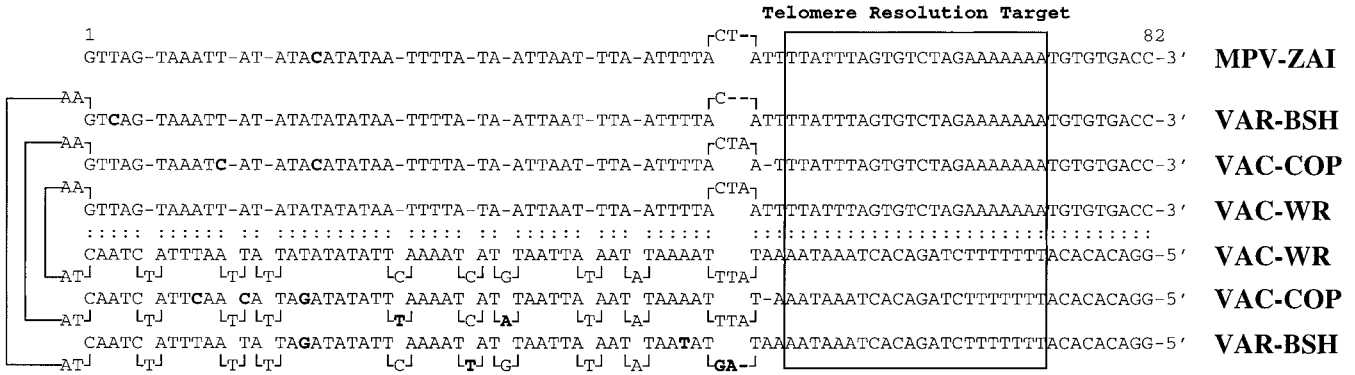 Telomere Resolution Target
1 ┌CT-┐ 82
GTTAG-TAAATT-AT-ATACATATAA-TTTTA-TA-ATTAAT-TTA-ATTTTA ATTTTATTTAGTGTCTAGAAAAAAATGTGTGACC-3' MPV-ZAI
AA┐ ┌C--┐
GTCAG-TAAATT-AT-ATATATATAA-TTTTA-TA-ATTAAT-TTA-ATTTTA ATTTTATTTAGTGTCTAGAAAAAAATGTGTGACC-3' VAR-BSH
AA┐ ┌CTA┐
GTTAG-TAAATC-AT-ATACATATAA-TTTTA-TA-ATTAAT-TTA-ATTTTA A-TTTATTTAGTGTCTAGAAAAAAATGTGTGACC-3' VAC-COP
AA┐ ┌CTA┐
GTTAG-TAAATT-AT-ATATATATAA-TTTTA-TA-ATTAAT-TTA-ATTTTA ATTTTATTTAGTGTCTAGAAAAAAATGTGTGACC-3' VAC-WR
::::: :::::: :: :::::::::: ::::: :: :::::: ::: :::::: ::::::::::::::::::::::::::::::::::
CAATC ATTTAA TA TATATATATT AAAAT AT TAATTA AAT TAAAAT TAAAATAAATCACAGATCTTTTTTTACACACAGG-5' VAC-WR
AT┘ └T┘ └T┘└T┘ └C┘ └C┘└G┘ └T┘ └A┘ └TTA┘
CAATC ATTCAA CA TAGATATATT AAAAT AT TAATTA AAT TAAAAT T-AAATAAATCACAGATCTTTTTTTACACACAGG-5' VAC-COP
AT┘ └T┘ └T┘└T┘ └T┘ └C┘└A┘ └T┘ └A┘ └TTA┘
CAATC ATTTAA TA TAGATATATT AAAAT AT TAATTA AAT TAATAT TAAAATAAATCACAGATCTTTTTTTACACACAGG-5' VAR-BSH
AT┘ └T┘ └T┘└T┘ └C┘ └T┘└G┘ └T┘ └A┘ └GA-┘